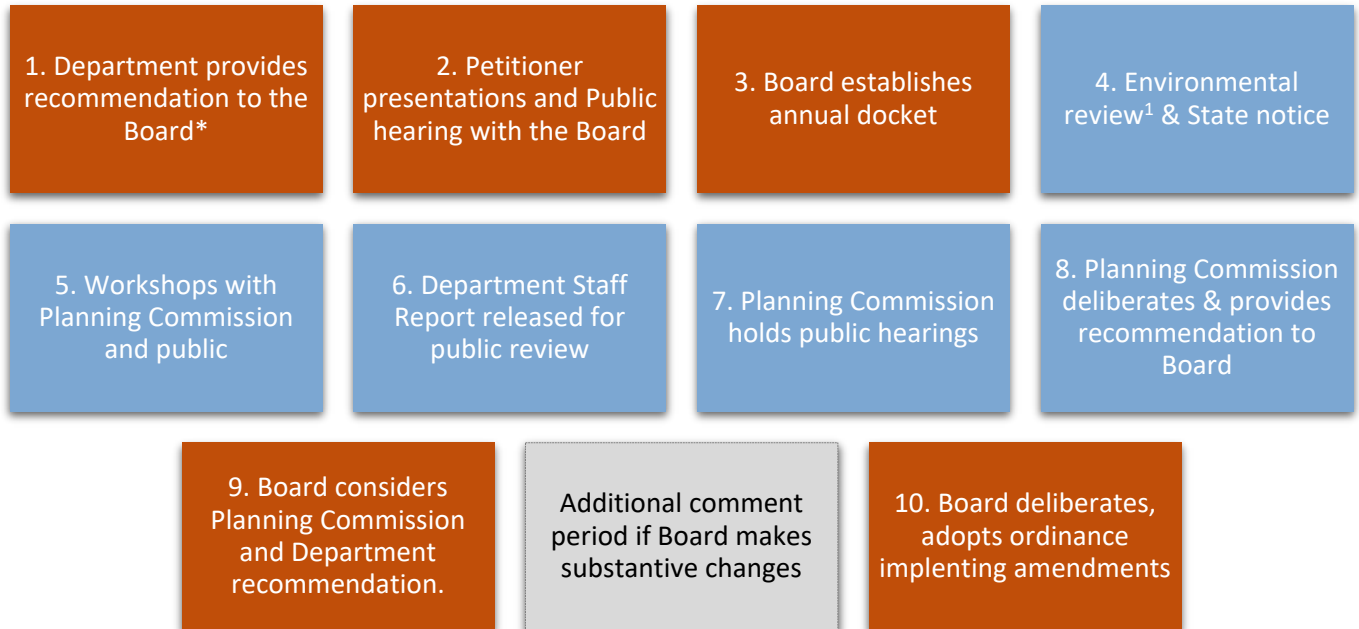 1. Department provides
recommendation to the
Board*
2. Petitioner
presentations and Public
hearing with the Board
3. Board establishes
annual docket
4. Environmental
review¹ & State notice
5. Workshops with
Planning Commission
and public
6. Department Staff
Report released for
public review
7. Planning Commission
holds public hearings
8. Planning Commission
deliberates & provides
recommendation to
Board
9. Board considers
Planning Commission
and Department
recommendation.
Additional comment
period if Board makes
substantive changes
10. Board deliberates,
adopts ordinance
implenting amendments